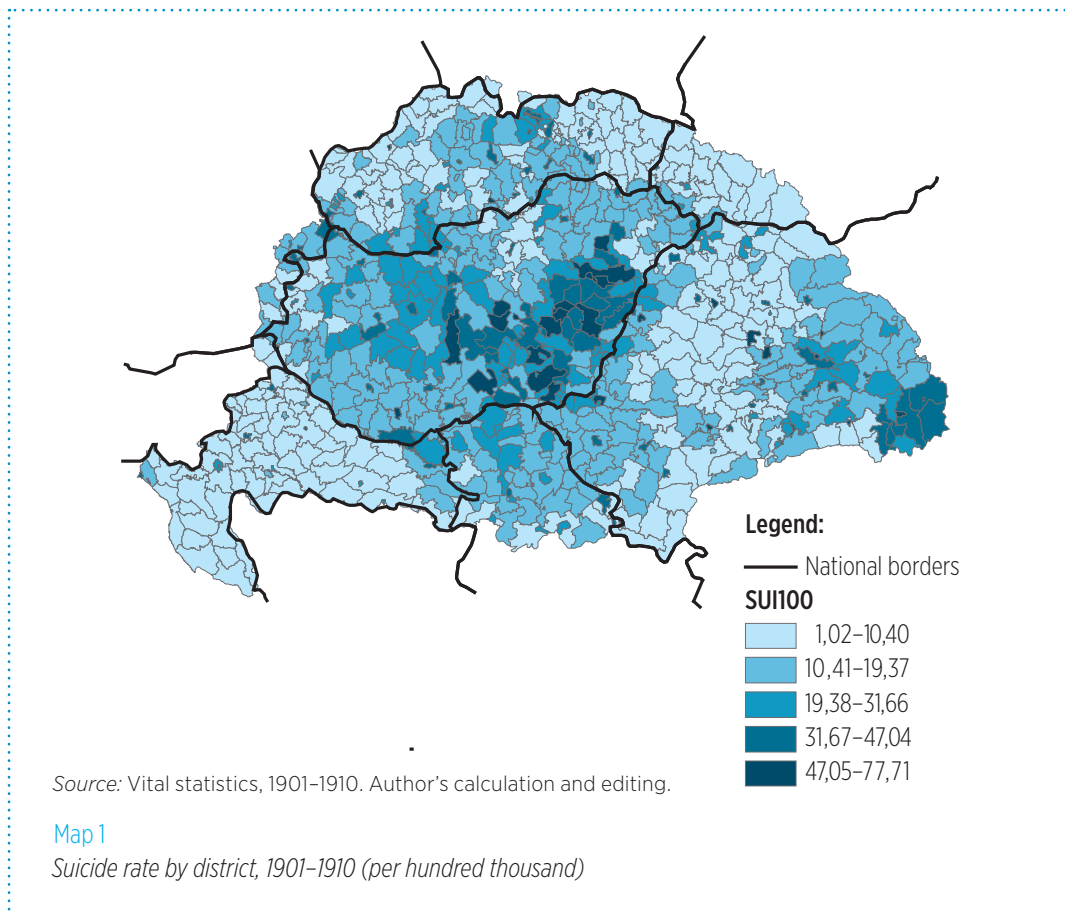 Legend:
National borders
SUI100
1,02–10,40
10,41–19,37
19,38–31,66
31,67–47,04
47,05–77,71
Source: Vital statistics, 1901–1910. Author’s calculation and editing.
Map 1
Suicide rate by district, 1901–1910 (per hundred thousand)